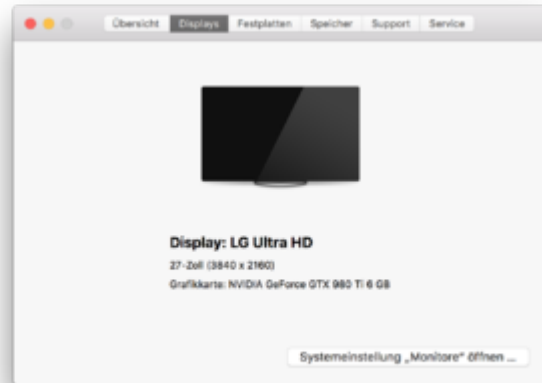 Übersicht Displays Festplatten Speicher Support Service
Display: LG Ultra HD
27-Zoll (3840 x 2160)
Grafikkarte: NVIDIA GeForce GTX 980 Ti 6 GB
Systemeinstellung „Monitore“ öffnen ...